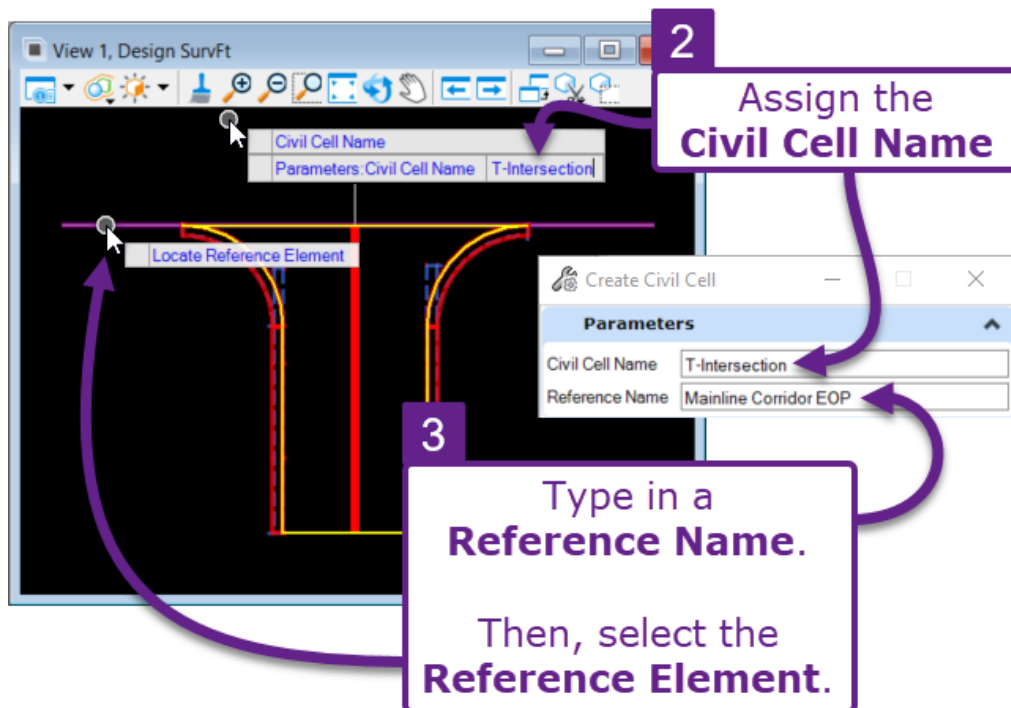 View 1, Design SurvFt
2
Assign the
Civil Cell Name
Civil Cell Name
Parameters:Civil Cell Name T-Intersection
Locate Reference Element
Create Civil Cell
Parameters
Civil Cell Name T-Intersection
Reference Name Mainline Corridor EOP
3
Type in a
Reference Name.
Then, select the
Reference Element.